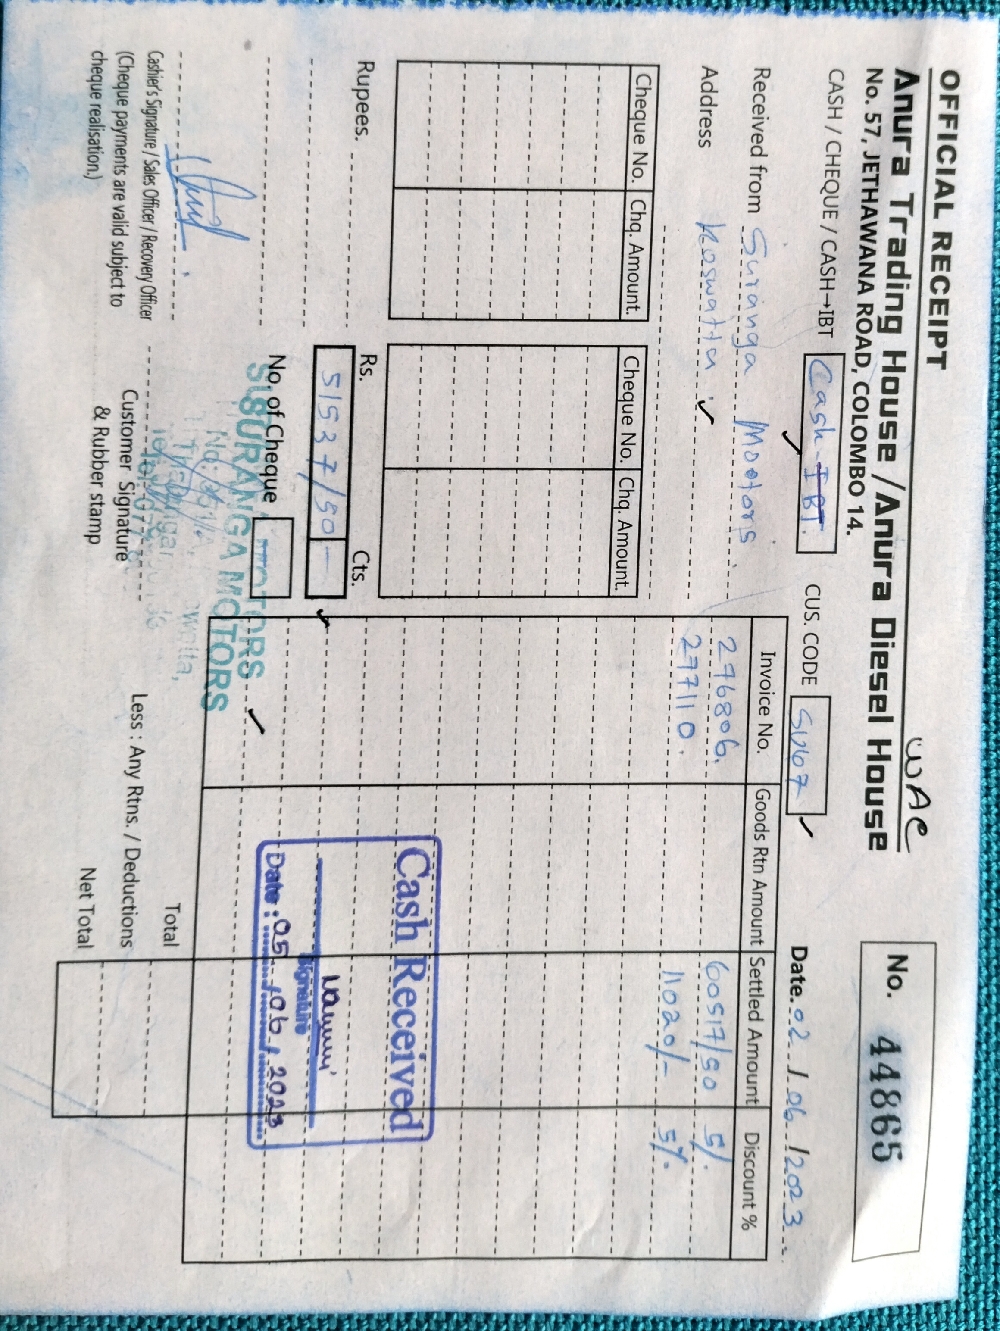 OFFICIAL RECEIPT
WAC
Anura Trading House /Anura Diesel House
No. 57, JETHAWANA ROAD, COLOMBO 14.
No. 44865
CASH / CHEQUE / CASH→IBT Cash-IBT. CUS. CODE SU67 Date. 02 / 06 / 2023
Received from Suranga Mootors
Address Koswatta.
Cheque No. Chq. Amount. Cheque No. Chq. Amount.
Invoice No. Goods Rtn Amount Settled Amount Discount %
276806. 60517/50 5%.
277110. 11020/- 5%.
Rupees. Rs. Cts.
51537/50 -
No. of Cheque
Cash Received
Signature
Date : 05 / 06 / 2023
SURANGA MOTORS
Total
Less : Any Rtns. / Deductions
Net Total
Cashier's Signature / Sales Officer / Recovery Officer
(Cheque payments are valid subject to
cheque realisation.)
Customer Signature
& Rubber stamp